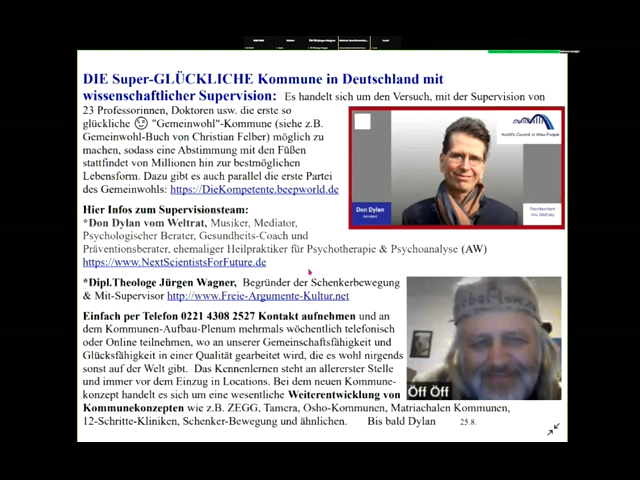 DIE Super-GLÜCKLICHE Kommune in Deutschland mit
wissenschaftlicher Supervision: Es handelt sich um den Versuch, mit der Supervision von
23 Professorinnen, Doktoren usw. die erste so
glückliche 😉 "Gemeinwohl"-Kommune (siehe z.B.
Gemeinwohl-Buch von Christian Felber) möglich zu
machen, sodass eine Abstimmung mit den Füßen
stattfindet von Millionen hin zur bestmöglichen
Lebensform. Dazu gibt es auch parallel die erste Partei
des Gemeinwohls: https://DieKompetente.beepworld.de
World's Council of Wise People
Don Dylan
Hier Infos zum Supervisionsteam:
*Don Dylan vom Weltrat, Musiker, Mediator,
Psychologischer Berater, Gesundheits-Coach und
Präventionsberater, ehemaliger Heilpraktiker für Psychotherapie & Psychoanalyse (AW)
https://www.NextScientistsForFuture.de
*Dipl.Theologe Jürgen Wagner, Begründer der Schenkerbewegung
& Mit-Supervisor http://www.Freie-Argumente-Kultur.net
Einfach per Telefon 0221 4308 2527 Kontakt aufnehmen und an
dem Kommunen-Aufbau-Plenum mehrmals wöchentlich telefonisch
oder Online teilnehmen, wo an unserer Gemeinschaftsfähigkeit und
Glücksfähigkeit in einer Qualität gearbeitet wird, die es wohl nirgends
sonst auf der Welt gibt. Das Kennenlernen steht an allererster Stelle
und immer vor dem Einzug in Locations. Bei dem neuen Kommune-
konzept handelt es sich um eine wesentliche Weiterentwicklung von
Kommunekonzepten wie z.B. ZEGG, Tamera, Osho-Kommunen, Matriachalen Kommunen,
12-Schritte-Kliniken, Schenker-Bewegung und ähnlichen. Bis bald Dylan 25.8.
Öff Öff